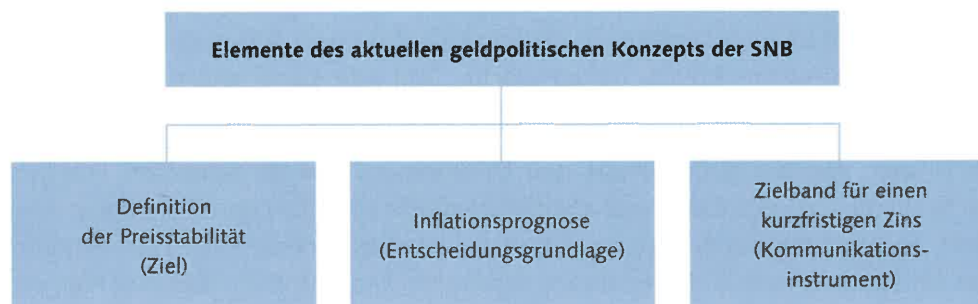 Elemente des aktuellen geldpolitischen Konzepts der SNB
Definition
der Preisstabilität
(Ziel)
Inflationsprognose
(Entscheidungsgrundlage)
Zielband für einen
kurzfristigen Zins
(Kommunikations-
instrument)